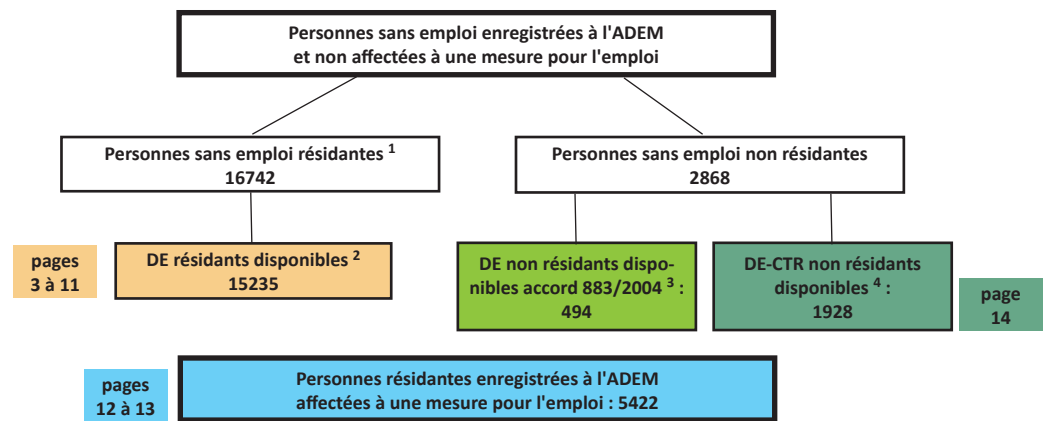 Personnes sans emploi enregistrées à l'ADEM
et non affectées à une mesure pour l'emploi
Personnes sans emploi résidantes 1
16742
Personnes sans emploi non résidantes
2868
pages
3 à 11
DE résidants disponibles 2
15235
DE non résidants dispo-
nibles accord 883/2004 3 :
494
DE-CTR non résidants
disponibles 4 :
1928
page
14
pages
12 à 13
Personnes résidantes enregistrées à l'ADEM
affectées à une mesure pour l'emploi : 5422